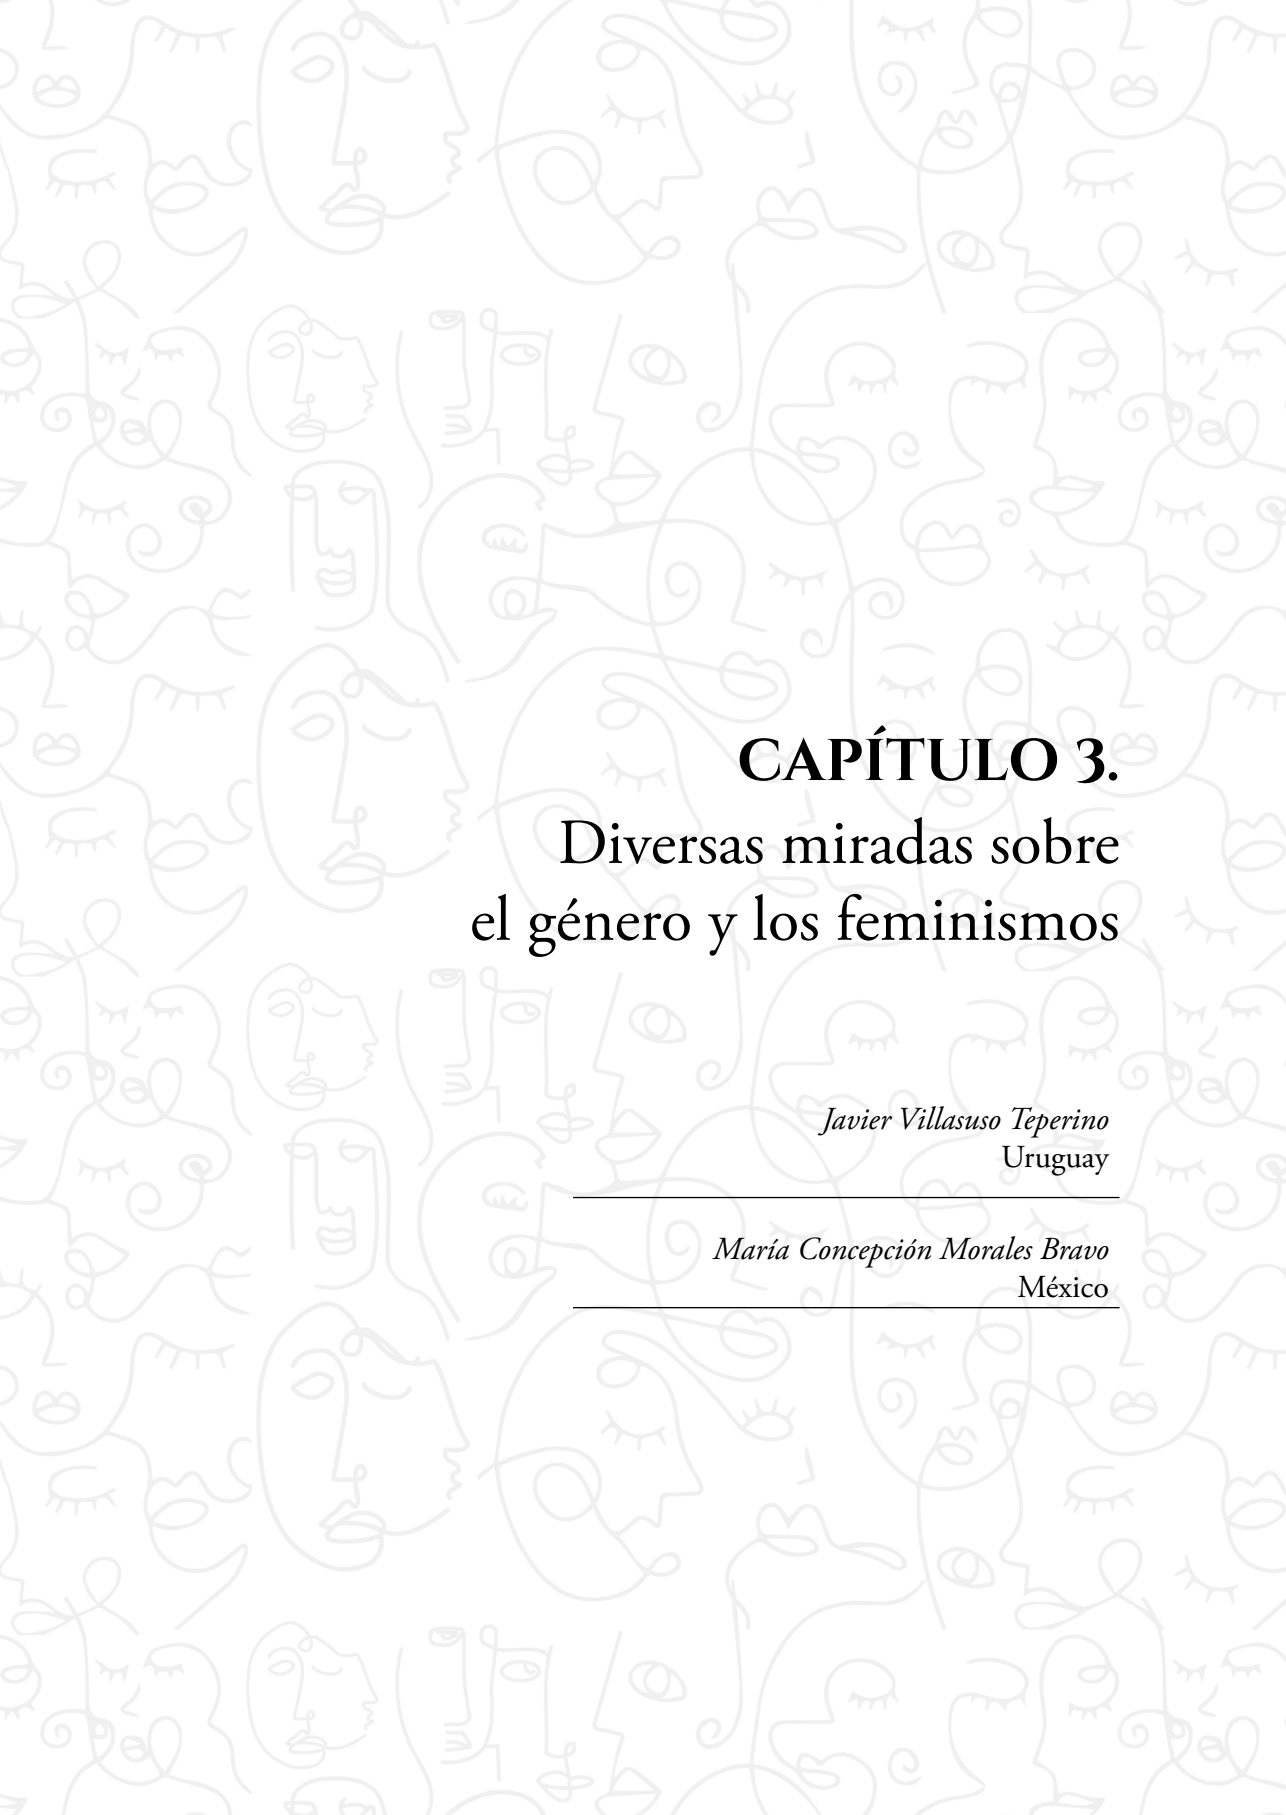 CAPÍTULO 3.
Diversas miradas sobre
el género y los feminismos
Javier Villasuso Teperino
Uruguay
María Concepción Morales Bravo
México